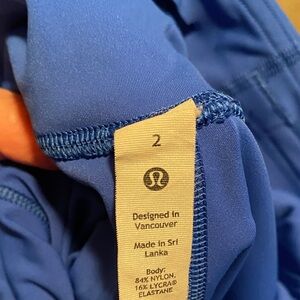 2
Designed in
Vancouver
Made in Sri
Lanka
Body:
84% NYLON,
16% LYCRA®
ELASTANE